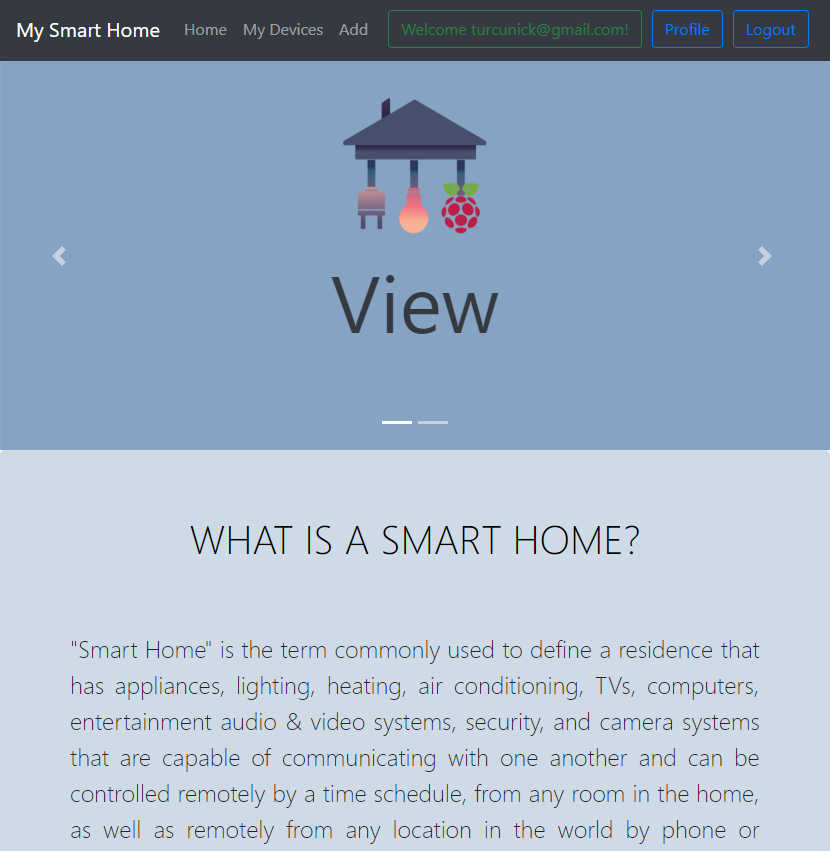 My Smart Home Home My Devices Add Welcome turcunick@gmail.com! Profile Logout
View
WHAT IS A SMART HOME?
"Smart Home" is the term commonly used to define a residence that
has appliances, lighting, heating, air conditioning, TVs, computers,
entertainment audio & video systems, security, and camera systems
that are capable of communicating with one another and can be
controlled remotely by a time schedule, from any room in the home,
as well as remotely from any location in the world by phone or